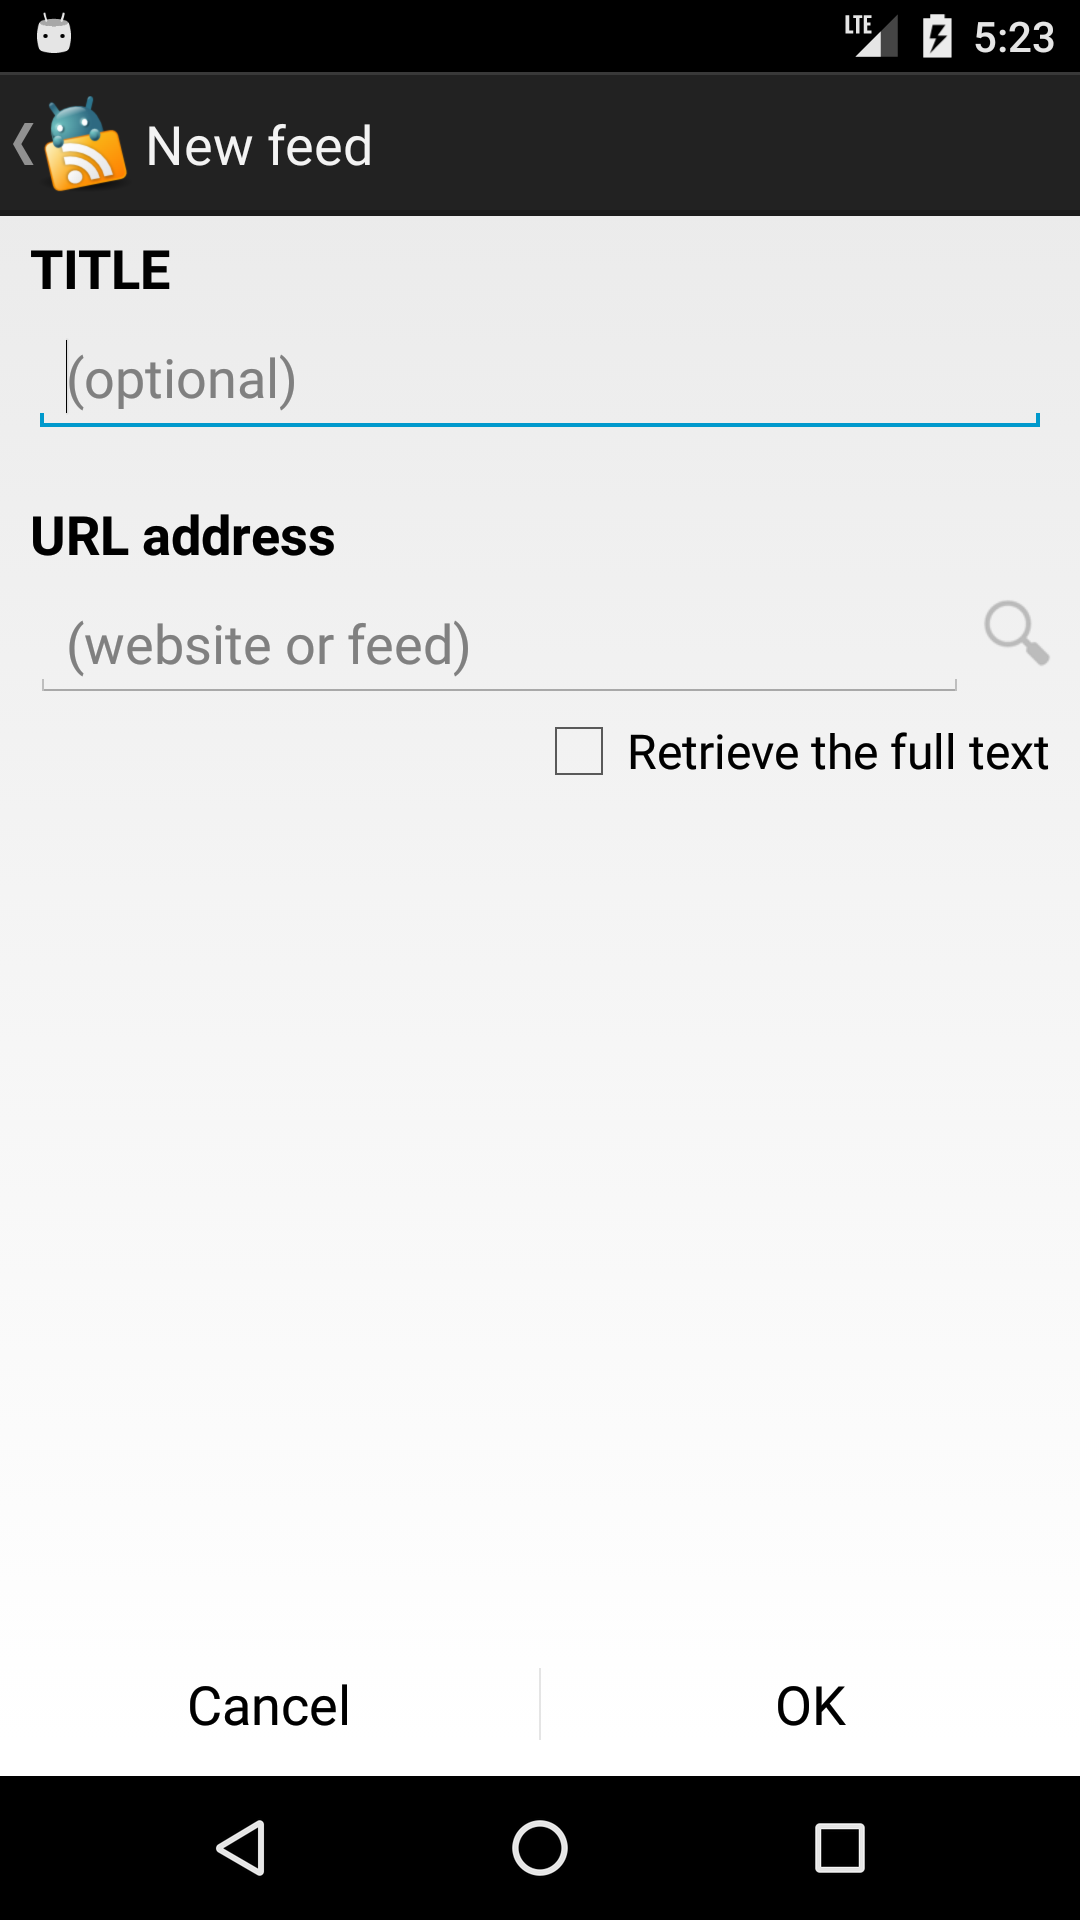 LTE 5:23
New feed
TITLE
(optional)
URL address
(website or feed)
Retrieve the full text
Cancel OK